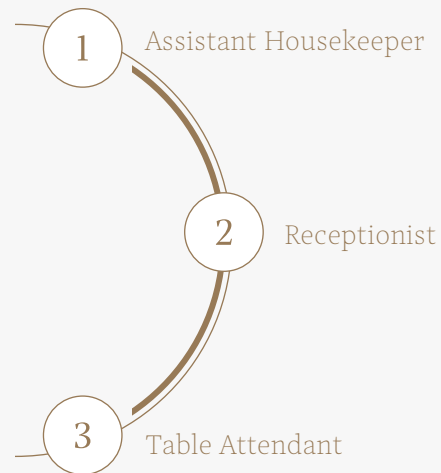 1
Assistant Housekeeper
2
Receptionist
3
Table Attendant